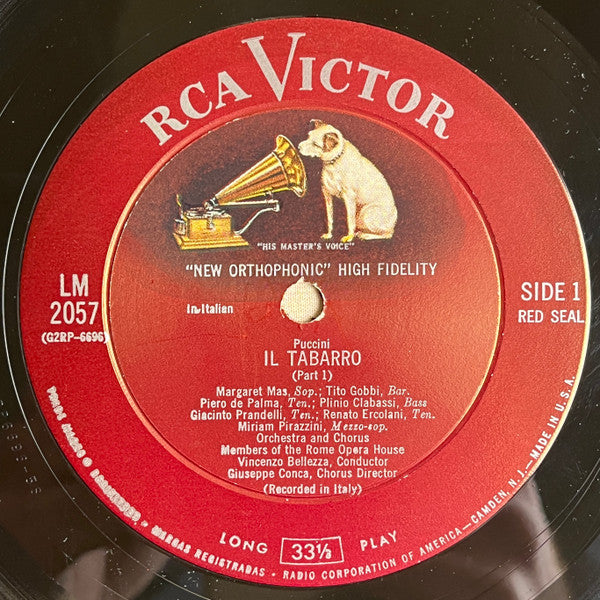 RCA VICTOR
"HIS MASTER'S VOICE"
"NEW ORTHOPHONIC" HIGH FIDELITY
LM
2057
(G2RP-6696)
In Italian
SIDE 1
RED SEAL
Puccini
IL TABARRO
(Part 1)
Margaret Mas, Sop.; Tito Gobbi, Bar.
Piero de Palma, Ten.; Plinio Clabassi, Bass
Giacinto Prandelli, Ten.; Renato Ercolani, Ten.
Miriam Pirazzini, Mezzo-sop.
Orchestra and Chorus
Members of the Rome Opera House
Vincenzo Bellezza, Conductor
Giuseppe Conca, Chorus Director
(Recorded in Italy)
LONG 33⅓ PLAY
MARCAS REGISTRADAS • RADIO CORPORATION OF AMERICA—CAMDEN, N.J.—MADE IN U.S.A.